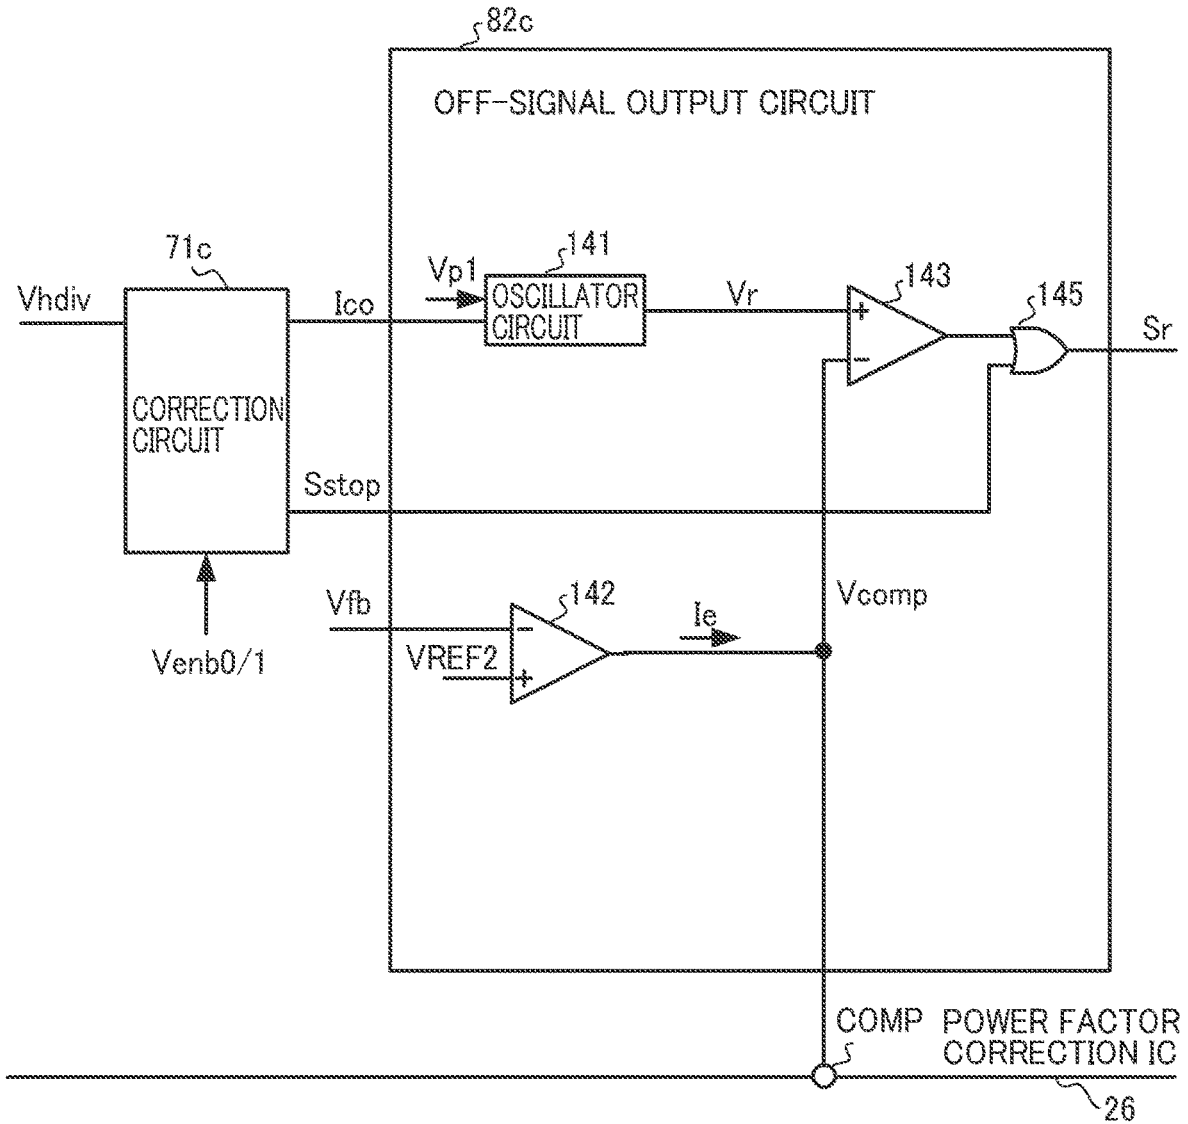 82c
OFF-SIGNAL OUTPUT CIRCUIT
71c
Vhdiv
Ico
Vp1
141
OSCILLATOR
CIRCUIT
Vr
143
145
Sr
+
−
CORRECTION
CIRCUIT
Sstop
Venb0/1
Vfb
142
Ie
Vcomp
VREF2
−
+
COMP
POWER FACTOR
CORRECTION IC
26